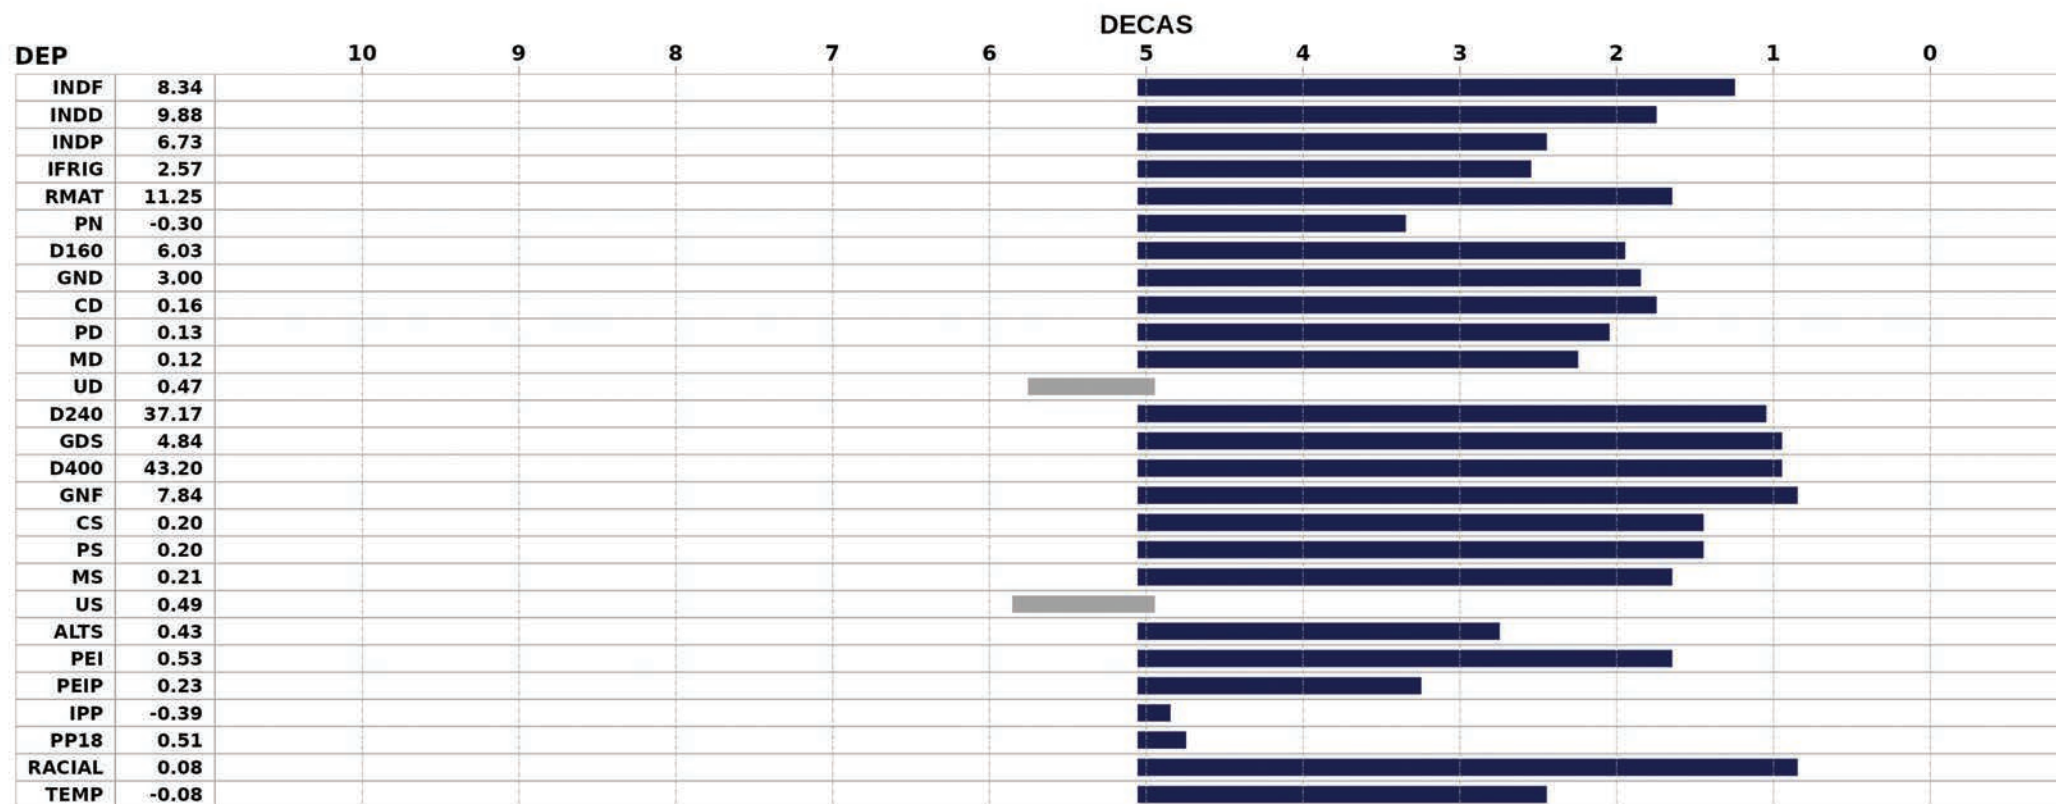 DECAS
DEP 10 9 8 7 6 5 4 3 2 1 0
INDF 8.34
INDD 9.88
INDP 6.73
IFRIG 2.57
RMAT 11.25
PN -0.30
D160 6.03
GND 3.00
CD 0.16
PD 0.13
MD 0.12
UD 0.47
D240 37.17
GDS 4.84
D400 43.20
GNF 7.84
CS 0.20
PS 0.20
MS 0.21
US 0.49
ALTS 0.43
PEI 0.53
PEIP 0.23
IPP -0.39
PP18 0.51
RACIAL 0.08
TEMP -0.08